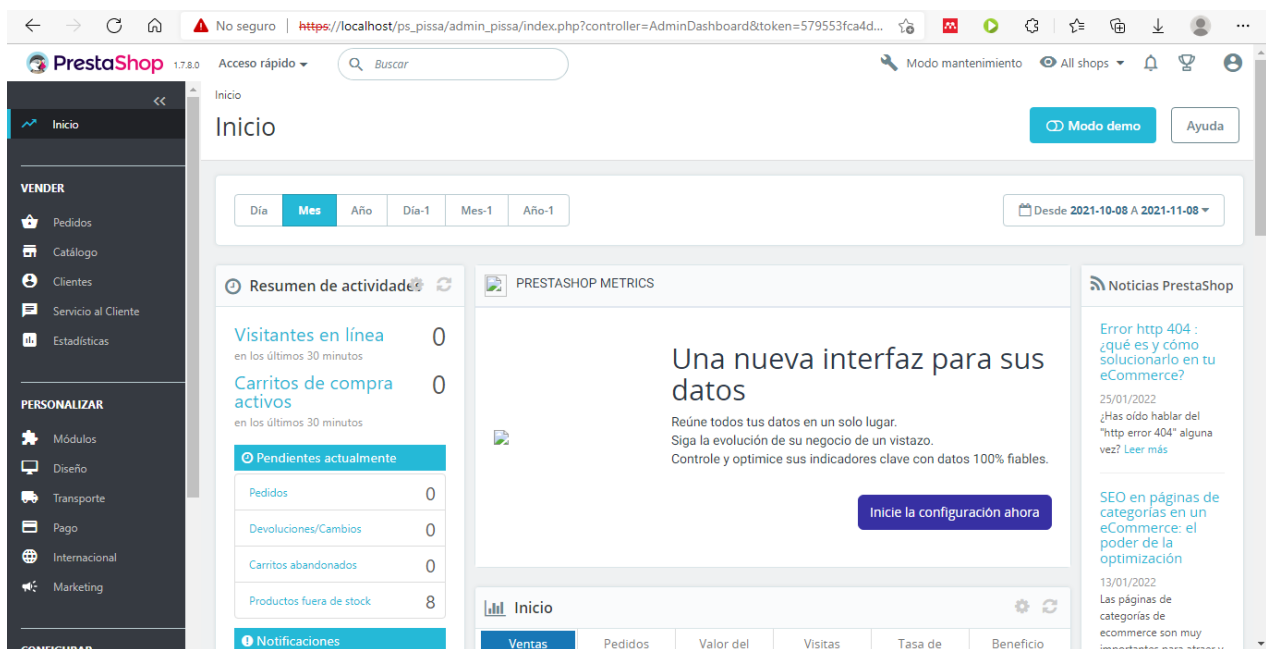 No seguro
https://localhost/ps_pissa/admin_pissa/index.php?controller=AdminDashboard&token=579553fca4d...
PrestaShop 1.7.8.0
Acceso rápido
Buscar
Modo mantenimiento
All shops
Inicio
VENDER
Pedidos
Catálogo
Clientes
Servicio al Cliente
Estadísticas
PERSONALIZAR
Módulos
Diseño
Transporte
Pago
Internacional
Marketing
CONFIGURAR
Inicio
Inicio
Modo demo
Ayuda
Día Mes Año Día-1 Mes-1 Año-1
Desde 2021-10-08 A 2021-11-08
Resumen de actividades
Visitantes en línea 0
en los últimos 30 minutos
Carritos de compra 0
activos
en los últimos 30 minutos
Pendientes actualmente
Pedidos 0
Devoluciones/Cambios 0
Carritos abandonados 0
Productos fuera de stock 8
Notificaciones
PRESTASHOP METRICS
Una nueva interfaz para sus
datos
Reúne todos tus datos en un solo lugar.
Siga la evolución de su negocio de un vistazo.
Controle y optimice sus indicadores clave con datos 100% fiables.
Inicie la configuración ahora
Inicio
Ventas Pedidos Valor del Visitas Tasa de Beneficio
Noticias PrestaShop
Error http 404 :
¿qué es y cómo
solucionarlo en tu
eCommerce?
25/01/2022
¿Has oído hablar del
"http error 404" alguna
vez? Leer más
SEO en páginas de
categorías en un
eCommerce: el
poder de la
optimización
13/01/2022
Las páginas de
categorías de
ecommerce son muy
importantes para atraer y